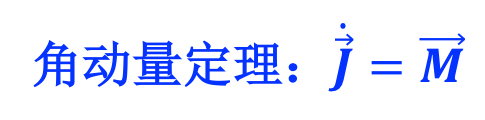 角动量定理：$\dot{\vec{J}} = \overrightarrow{M}$